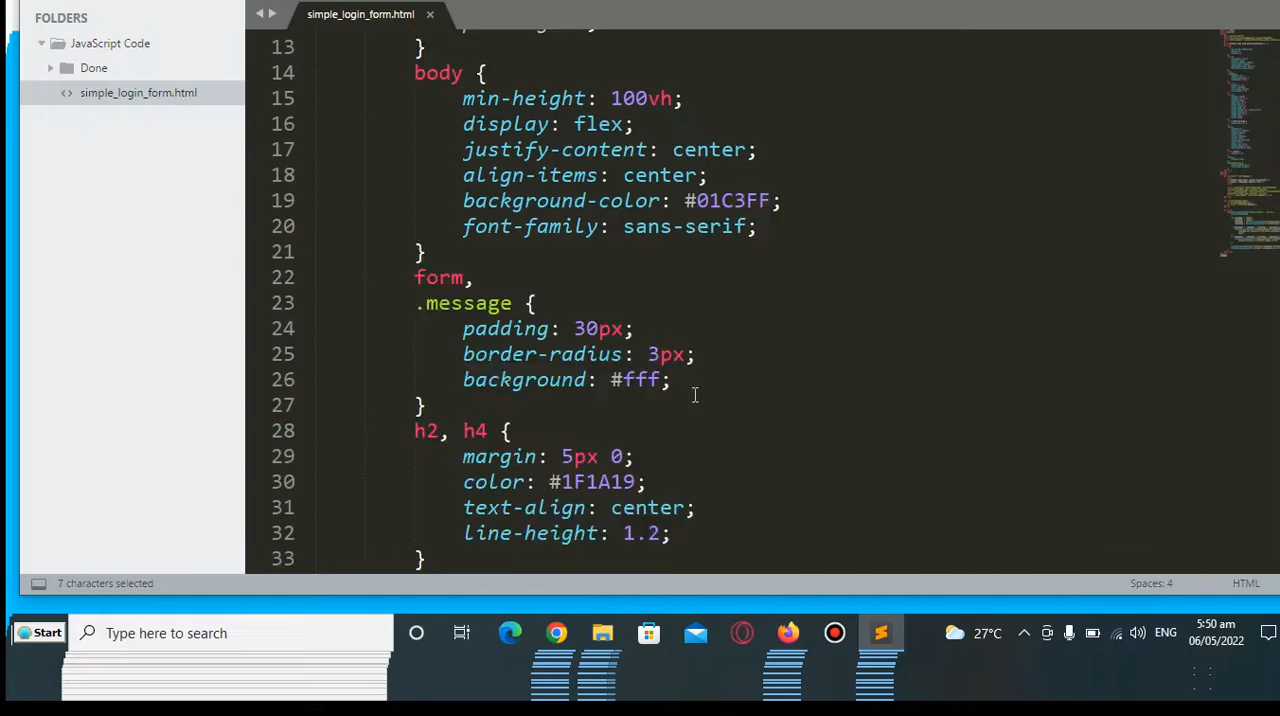 FOLDERS
JavaScript Code
Done
simple_login_form.html
simple_login_form.html ×
13 }
14 body {
15 min-height: 100vh;
16 display: flex;
17 justify-content: center;
18 align-items: center;
19 background-color: #01C3FF;
20 font-family: sans-serif;
21 }
22 form,
23 .message {
24 padding: 30px;
25 border-radius: 3px;
26 background: #fff;
27 }
28 h2, h4 {
29 margin: 5px 0;
30 color: #1F1A19;
31 text-align: center;
32 line-height: 1.2;
33 }
7 characters selected
Spaces: 4
HTML
Start
Type here to search
27°C
ENG
5:50 am
06/05/2022